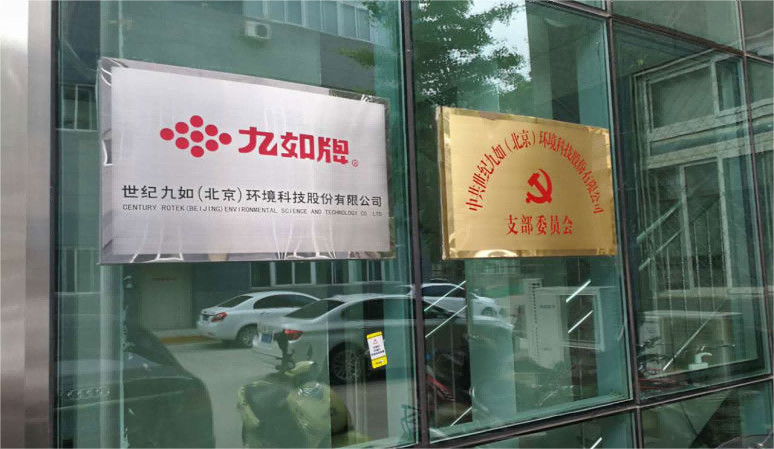 九如牌®
世纪九如(北京)环境科技股份有限公司
CENTURY ROTEK(BEIJING)ENVIRONMENTAL SCIENCE AND TECHNOLOGY CO LTD
中共世纪九如(北京)环境科技股份有限公司
支部委员会